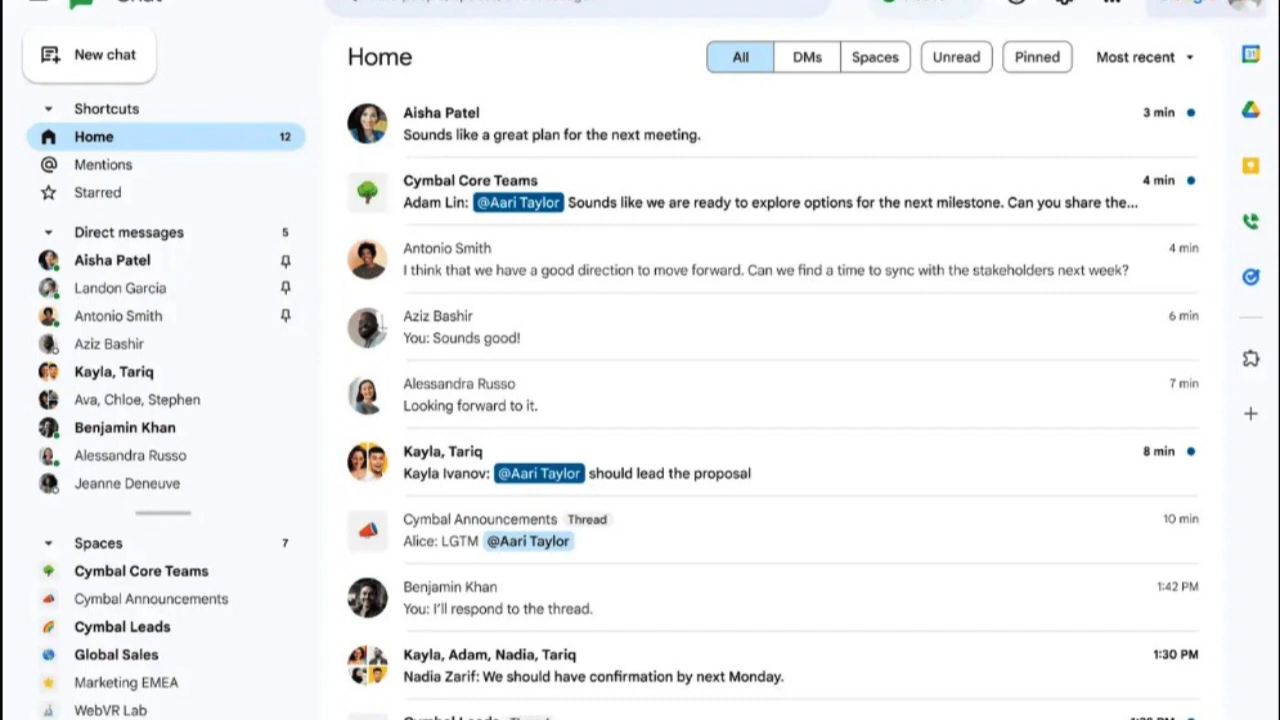 New chat
Shortcuts
Home 12
Mentions
Starred
Direct messages 5
Aisha Patel
Landon Garcia
Antonio Smith
Aziz Bashir
Kayla, Tariq
Ava, Chloe, Stephen
Benjamin Khan
Alessandra Russo
Jeanne Deneuve
Spaces 7
Cymbal Core Teams
Cymbal Announcements
Cymbal Leads
Global Sales
Marketing EMEA
WebVR Lab
Home All DMs Spaces Unread Pinned Most recent
Aisha Patel 3 min
Sounds like a great plan for the next meeting.
Cymbal Core Teams 4 min
Adam Lin: @Aari Taylor Sounds like we are ready to explore options for the next milestone. Can you share the...
Antonio Smith 4 min
I think that we have a good direction to move forward. Can we find a time to sync with the stakeholders next week?
Aziz Bashir 6 min
You: Sounds good!
Alessandra Russo 7 min
Looking forward to it.
Kayla, Tariq 8 min
Kayla Ivanov: @Aari Taylor should lead the proposal
Cymbal Announcements Thread 10 min
Alice: LGTM @Aari Taylor
Benjamin Khan 1:42 PM
You: I'll respond to the thread.
Kayla, Adam, Nadia, Tariq 1:30 PM
Nadia Zarif: We should have confirmation by next Monday.
31